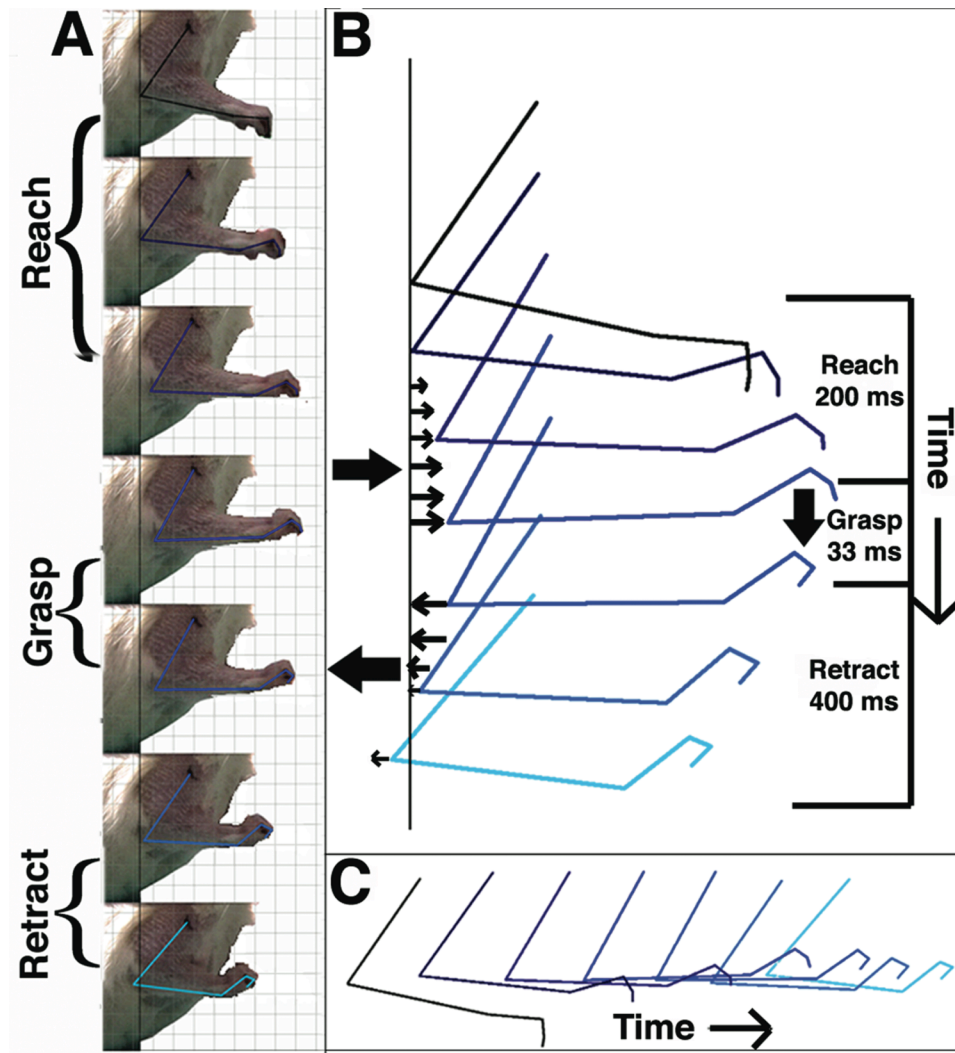 A
Reach
Grasp
Retract
B
Reach
200 ms
Grasp
33 ms
Retract
400 ms
Time
C
Time